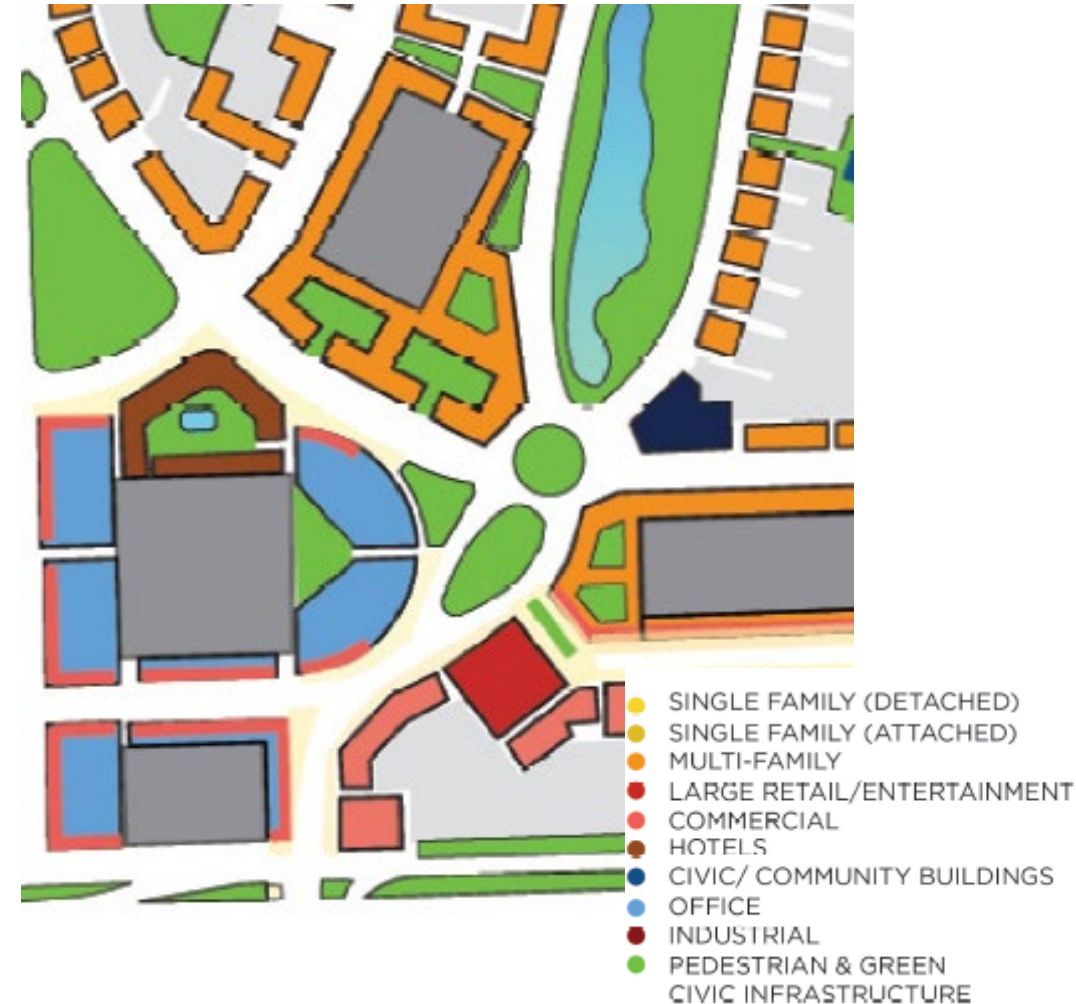 SINGLE FAMILY (DETACHED)
SINGLE FAMILY (ATTACHED)
MULTI-FAMILY
LARGE RETAIL/ENTERTAINMENT
COMMERCIAL
HOTELS
CIVIC/ COMMUNITY BUILDINGS
OFFICE
INDUSTRIAL
PEDESTRIAN & GREEN
CIVIC INFRASTRUCTURE